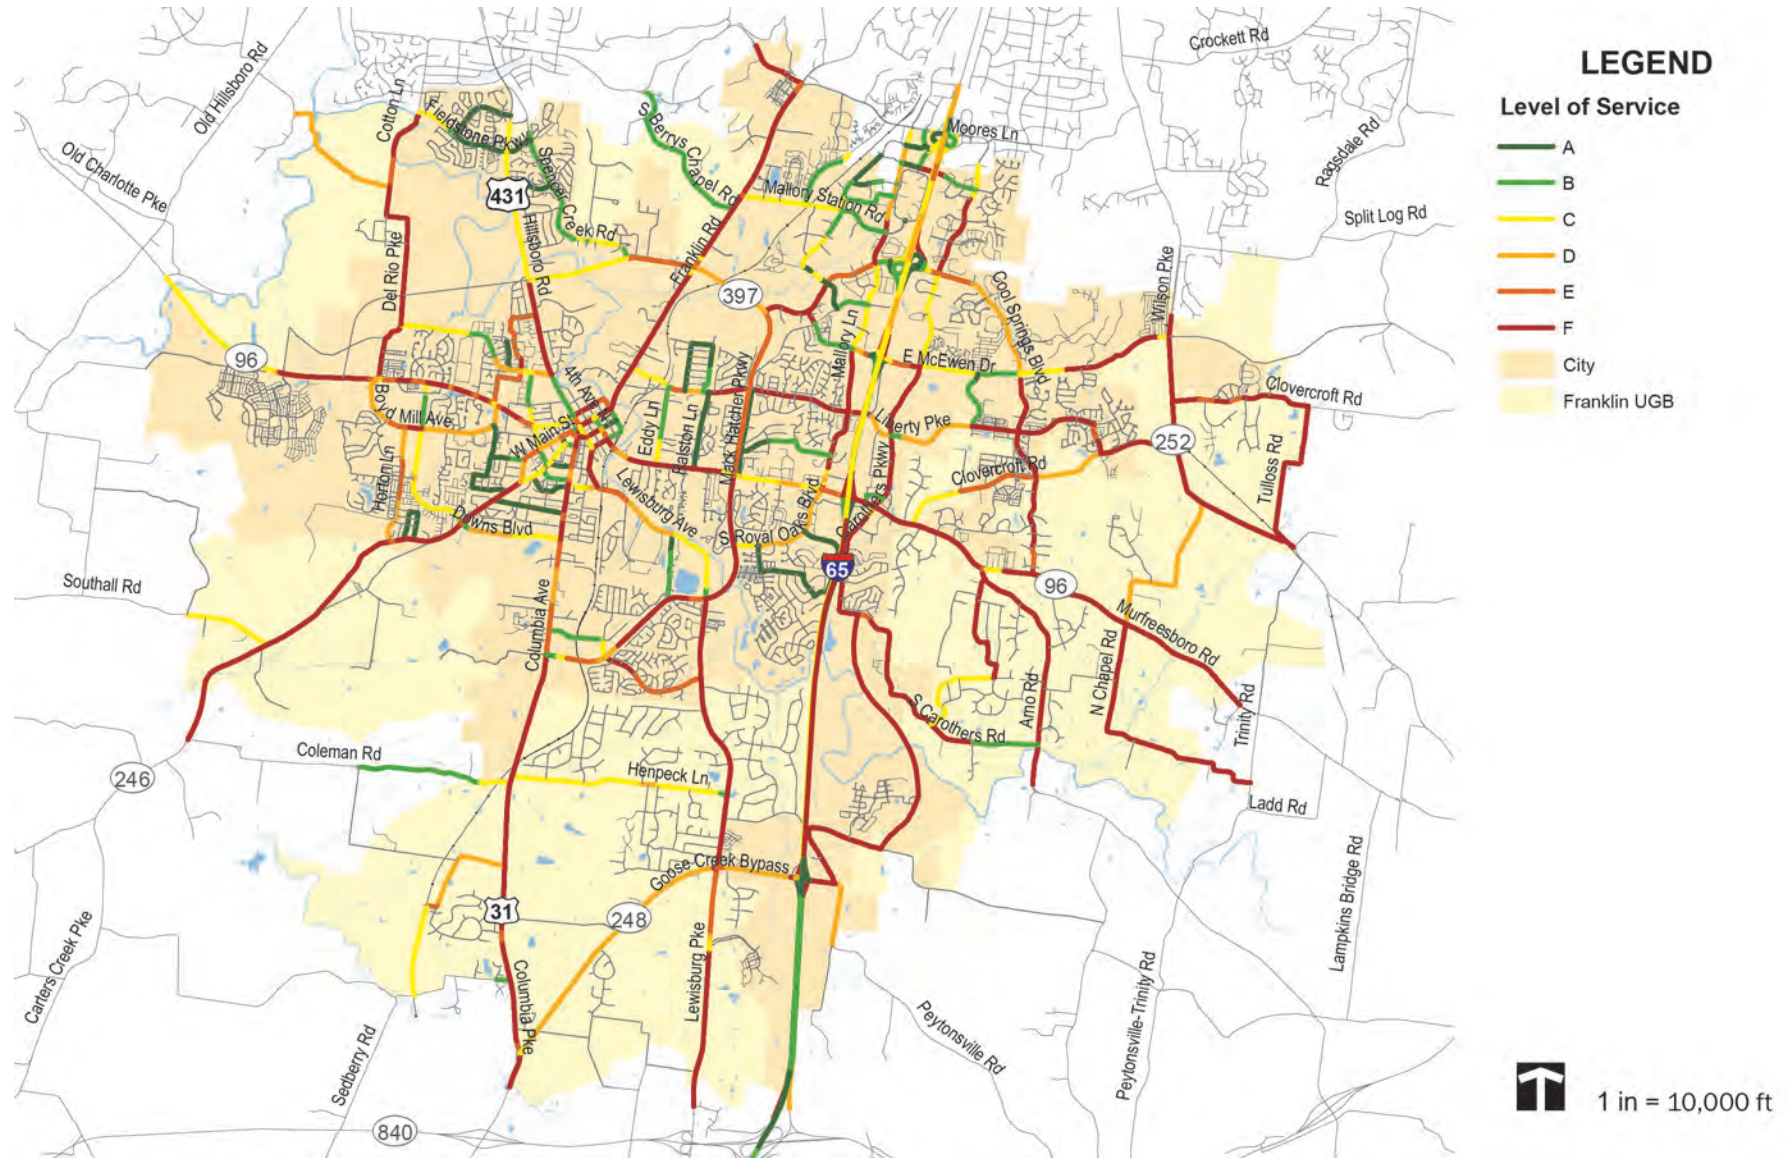 Crockett Rd
Old Hillsboro Rd
Cotton Ln
Fieldstone Pkwy
S Berrys Chapel Rd
Moores Ln
Ragsdale Rd
Old Charlotte Pke
431
Spencer Creek Rd
Mallory Station Rd
Split Log Rd
Hillsboro Rd
Franklin Rd
Del Rio Pke
397
Cool Springs Blvd
Wilson Pke
96
Mallory Ln
E McEwen Dr
4th Ave N
Mack Hatcher Pkwy
Clovercroft Rd
Boyd Mill Ave
W Main St
Eddy Ln
Ralston Ln
Liberty Pke
252
Horton Ln
Clovercroft Rd
Tulloss Rd
Lewisburg Ave
Carothers Pkwy
Downs Blvd
S Royal Oaks Blvd
65
Southall Rd
96
Columbia Ave
Murfreesboro Rd
N Chapel Rd
Arno Rd
Trinity Rd
S Carothers Rd
Coleman Rd
Henpeck Ln
246
Ladd Rd
Goose Creek Bypass
31
248
Lampkins Bridge Rd
Carters Creek Pke
Lewisburg Pke
Columbia Pke
Peytonsville Rd
Peytonsville-Trinity Rd
Sedberry Rd
840
LEGEND
Level of Service
A
B
C
D
E
F
City
Franklin UGB
1 in = 10,000 ft